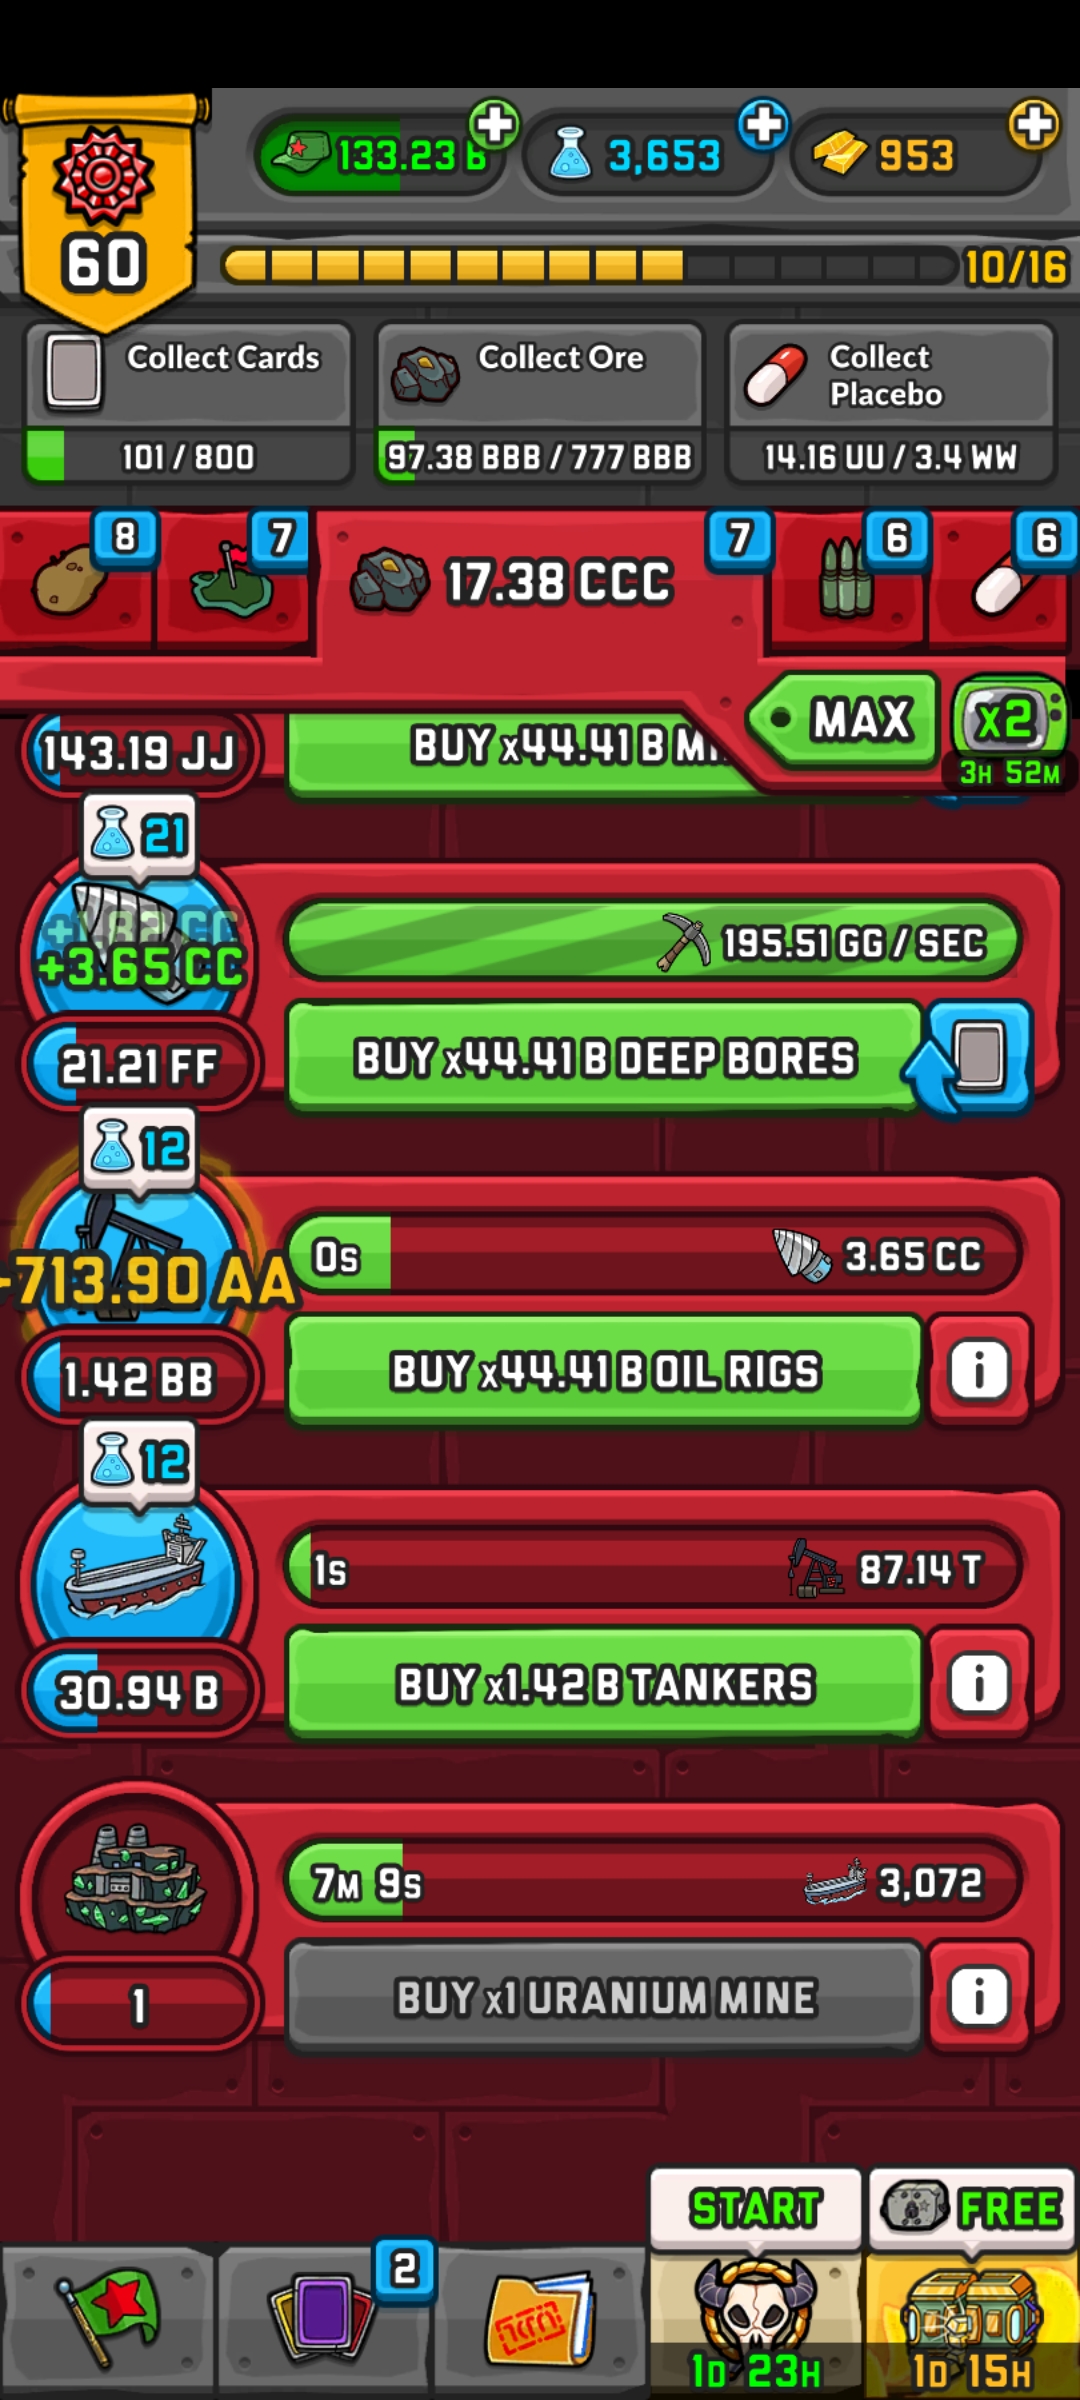 133.23 B
3,653
953
60
10/16
Collect Cards
101 / 800
Collect Ore
97.38 BBB / 777 BBB
Collect
Placebo
14.16 UU / 3.4 WW
8
7
17.38 CCC
7
6
6
MAX
x2
3H 52M
143.19 JJ
BUY x44.41 B
21
+1.82 CC
+3.65 CC
195.51 GG / SEC
21.21 FF
BUY x44.41 B DEEP BORES
12
-713.90 AA
0s
3.65 CC
1.42 BB
BUY x44.41 B OIL RIGS
i
12
1s
87.14 T
30.94 B
BUY x1.42 B TANKERS
i
7M 9s
3,072
1
BUY x1 URANIUM MINE
i
START
FREE
2
1D 23H
1D 15H